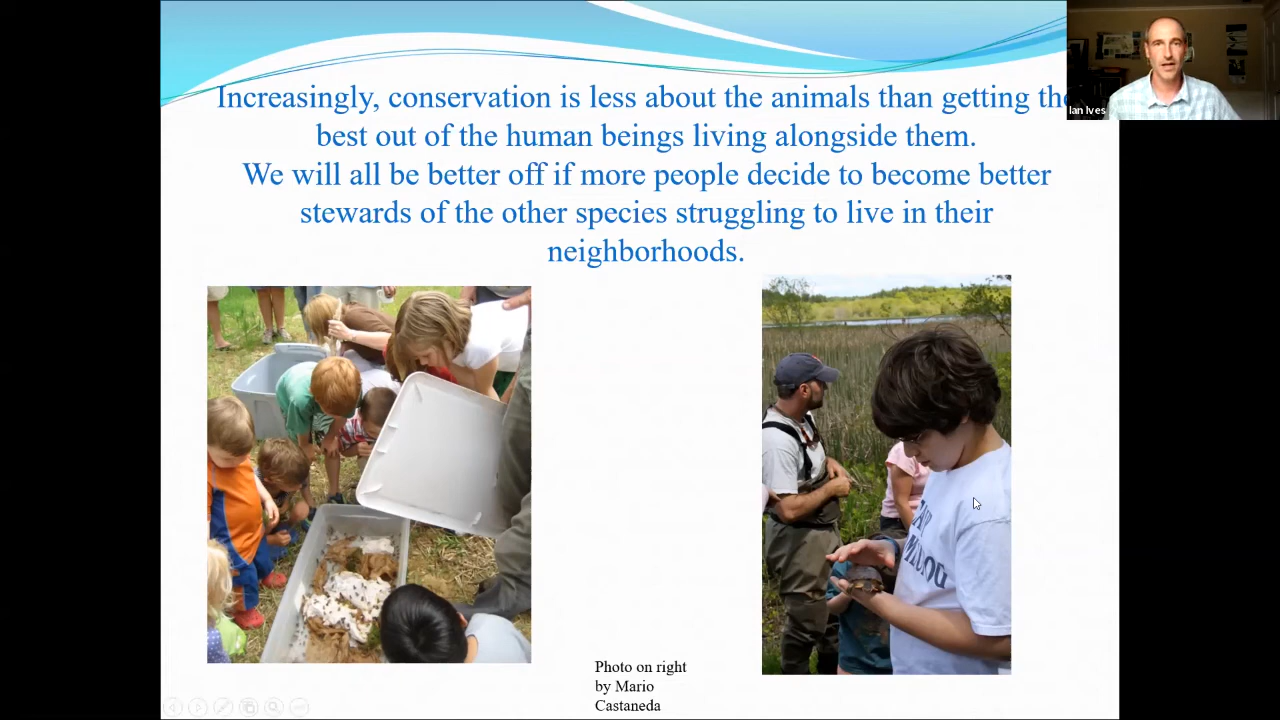 Increasingly, conservation is less about the animals than getting the
best out of the human beings living alongside them.
We will all be better off if more people decide to become better
stewards of the other species struggling to live in their
neighborhoods.
Ian Ives
Photo on right
by Mario
Castaneda